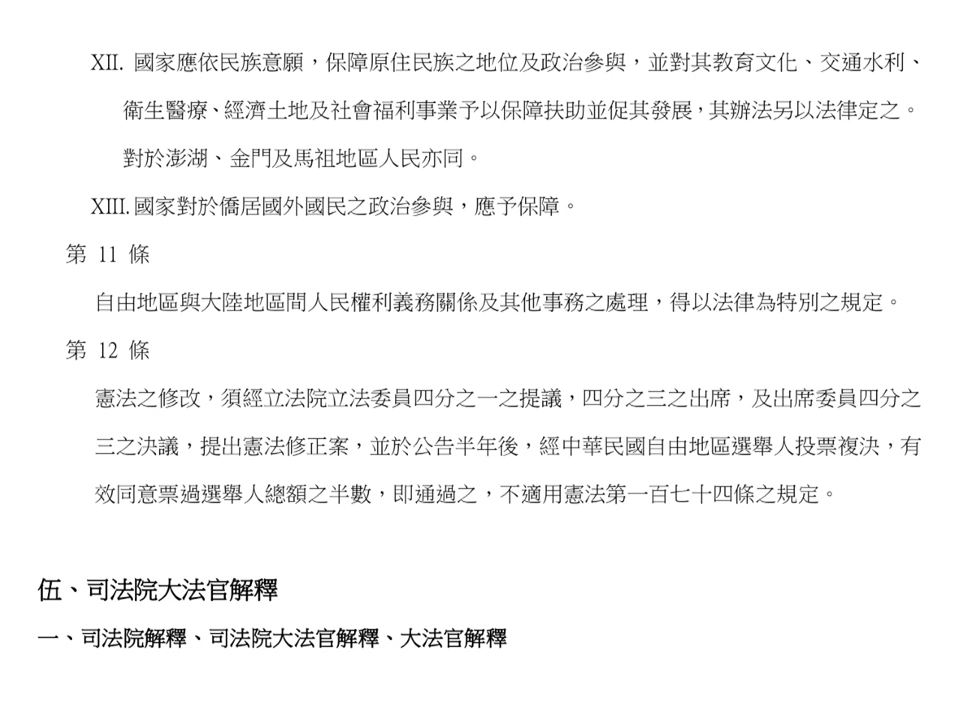 XII. 國家應依民族意願，保障原住民族之地位及政治參與，並對其教育文化、交通水利、
衛生醫療、經濟土地及社會福利事業予以保障扶助並促其發展，其辦法另以法律定之。
對於澎湖、金門及馬祖地區人民亦同。
XIII. 國家對於僑居國外國民之政治參與，應予保障。
第 11 條
自由地區與大陸地區間人民權利義務關係及其他事務之處理，得以法律為特別之規定。
第 12 條
憲法之修改，須經立法院立法委員四分之一之提議，四分之三之出席，及出席委員四分之
三之決議，提出憲法修正案，並於公告半年後，經中華民國自由地區選舉人投票複決，有
效同意票過選舉人總額之半數，即通過之，不適用憲法第一百七十四條之規定。
伍、司法院大法官解釋
一、司法院解釋、司法院大法官解釋、大法官解釋